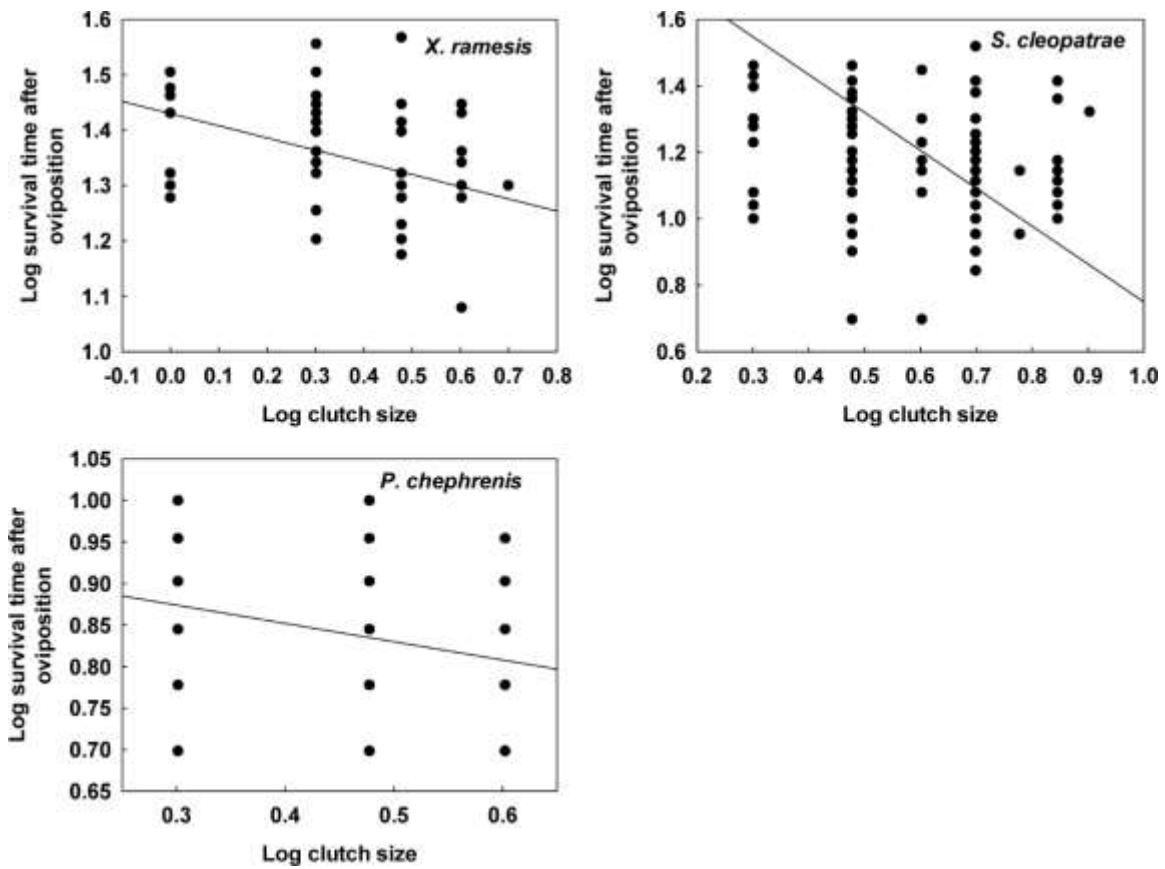 X. ramesis
Log survival time after
oviposition
1.6
1.5
1.4
1.3
1.2
1.1
1.0
-0.1 0.0 0.1 0.2 0.3 0.4 0.5 0.6 0.7 0.8
Log clutch size
S. cleopatrae
Log survival time after
oviposition
1.6
1.4
1.2
1.0
0.8
0.6
0.2 0.3 0.4 0.5 0.6 0.7 0.8 0.9 1.0
Log clutch size
P. chephrenis
Log survival time after
oviposition
1.05
1.00
0.95
0.90
0.85
0.80
0.75
0.70
0.65
0.3 0.4 0.5 0.6
Log clutch size